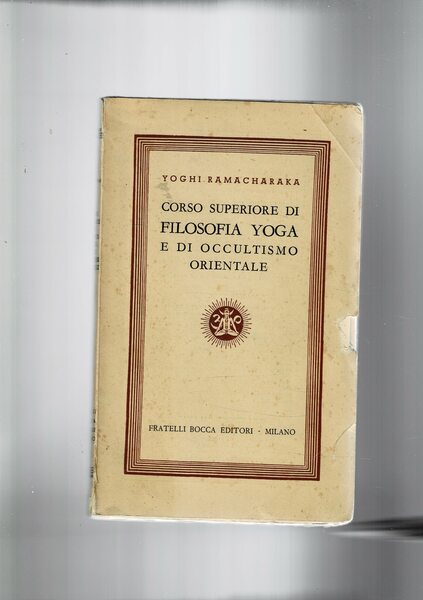 YOGHI RAMACHARAKA
CORSO SUPERIORE DI
FILOSOFIA YOGA
E DI OCCULTISMO
ORIENTALE
FRATELLI BOCCA EDITORI - MILANO